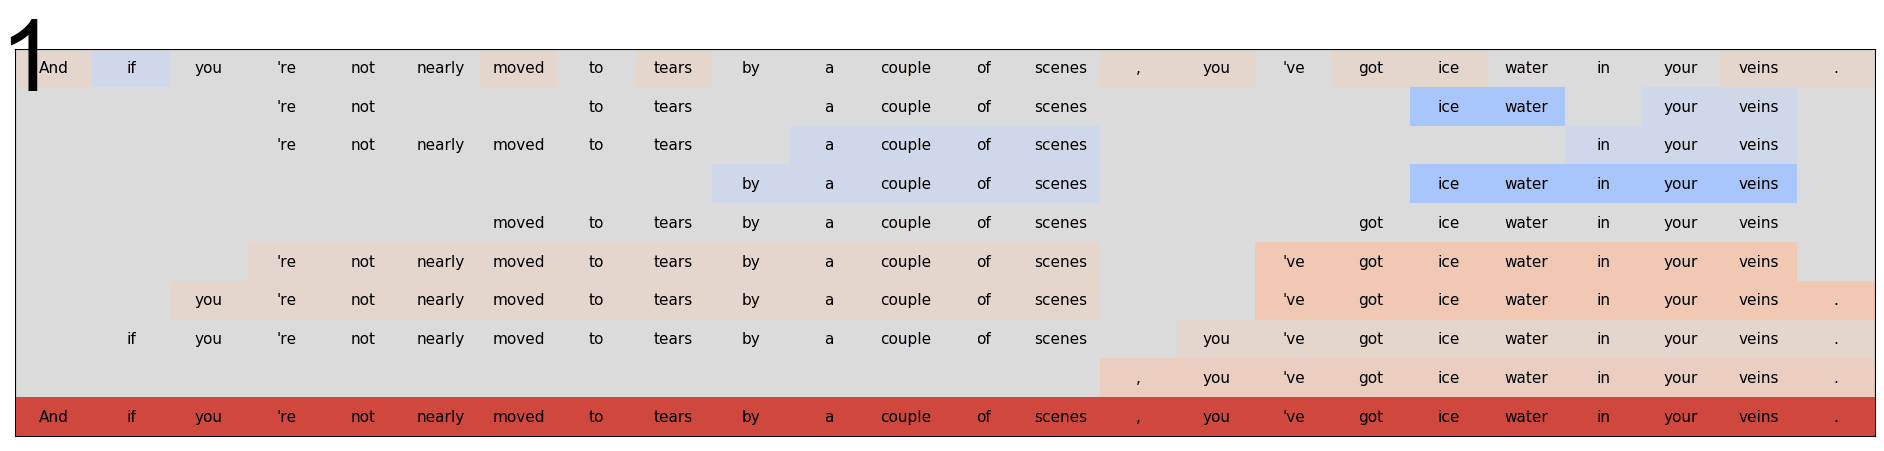 1
And if you 're not nearly moved to tears by a couple of scenes , you 've got ice water in your veins .
're not to tears a couple of scenes ice water your veins
're not nearly moved to tears a couple of scenes in your veins
by a couple of scenes ice water in your veins
moved to tears by a couple of scenes got ice water in your veins
're not nearly moved to tears by a couple of scenes 've got ice water in your veins
you 're not nearly moved to tears by a couple of scenes 've got ice water in your veins .
if you 're not nearly moved to tears by a couple of scenes you 've got ice water in your veins .
, you 've got ice water in your veins .
And if you 're not nearly moved to tears by a couple of scenes , you 've got ice water in your veins .